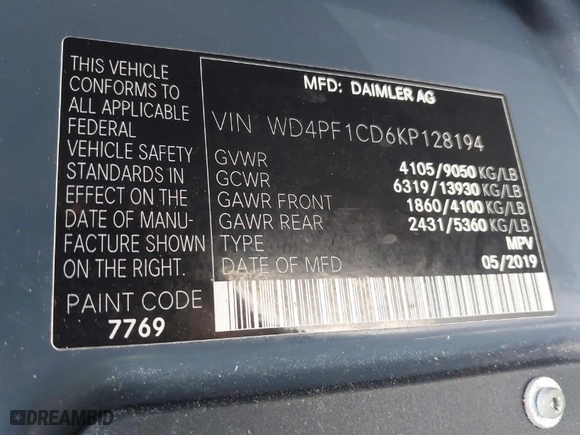 THIS VEHICLE
CONFORMS TO
ALL APPLICABLE
FEDERAL CRD
VEHICLE SAFETY
STANDARDS IN
EFFECT ON THE
DATE OF MANU-
FACTURE SHOWN
ON THE RIGHT.
PAINT CODE
7769
MFD: DAIMLER AG
VIN WD4PF1CD6KP128194
GVWR 4105/9050 KG/LB
GCWR 6319/13930 KG/LB
GAWR FRONT 1860/4100 KG/LB
GAWR REAR 2431/5360 KG/LB
TYPE MPV
DATE OF MFD 05/2019
DREAMBID